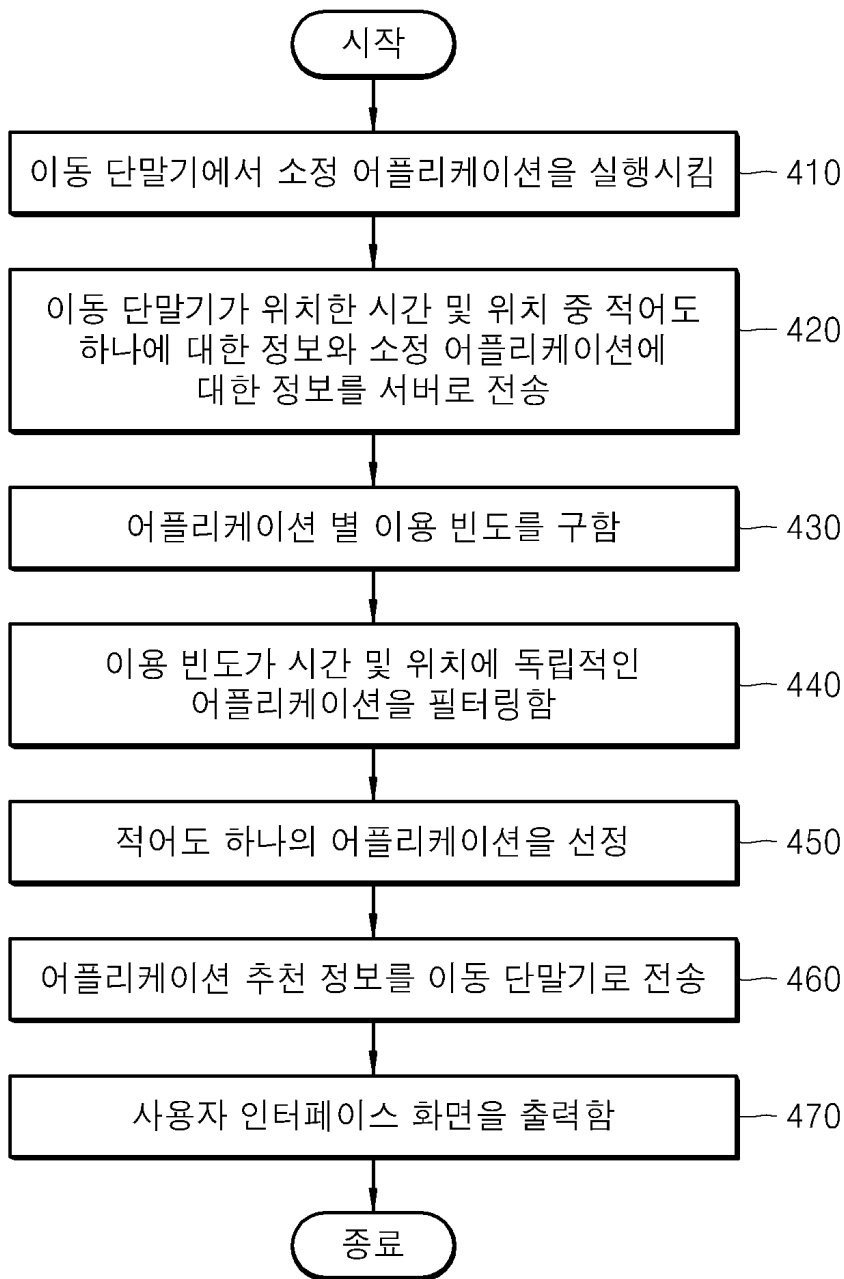 시작
이동 단말기에서 소정 어플리케이션을 실행시킴
410
이동 단말기가 위치한 시간 및 위치 중 적어도
하나에 대한 정보와 소정 어플리케이션에
대한 정보를 서버로 전송
420
어플리케이션 별 이용 빈도를 구함
430
이용 빈도가 시간 및 위치에 독립적인
어플리케이션을 필터링함
440
적어도 하나의 어플리케이션을 선정
450
어플리케이션 추천 정보를 이동 단말기로 전송
460
사용자 인터페이스 화면을 출력함
470
종료